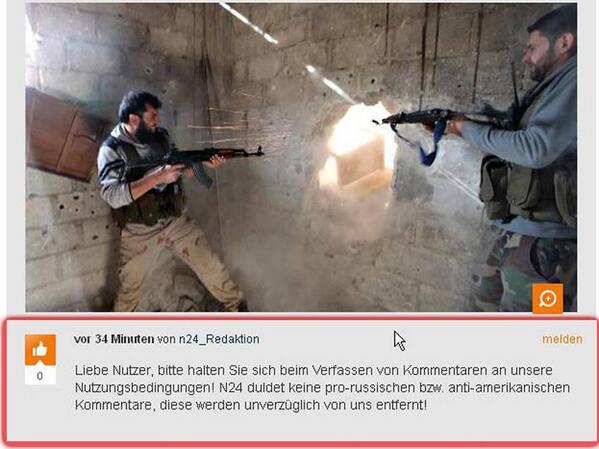 vor 34 Minuten von n24_Redaktion melden
0
Liebe Nutzer, bitte halten Sie sich beim Verfassen von Kommentaren an unsere
Nutzungsbedingungen! N24 duldet keine pro-russischen bzw. anti-amerikanischen
Kommentare, diese werden unverzüglich von uns entfernt!